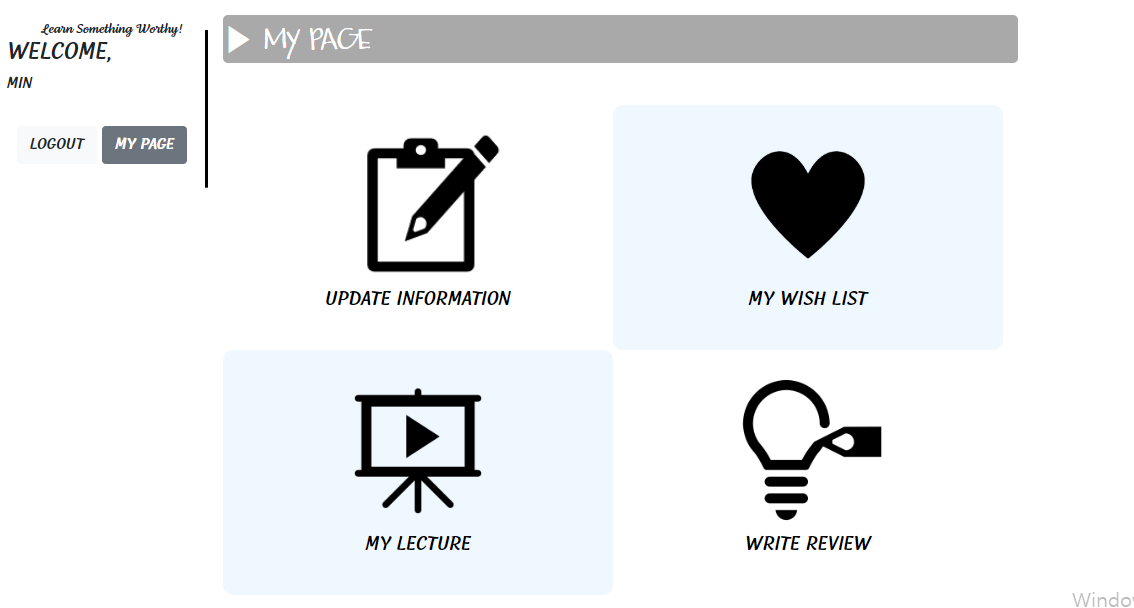 Learn Something Worthy!
WELCOME,
MIN
LOGOUT MY PAGE
MY PAGE
UPDATE INFORMATION
MY WISH LIST
MY LECTURE
WRITE REVIEW
Windo